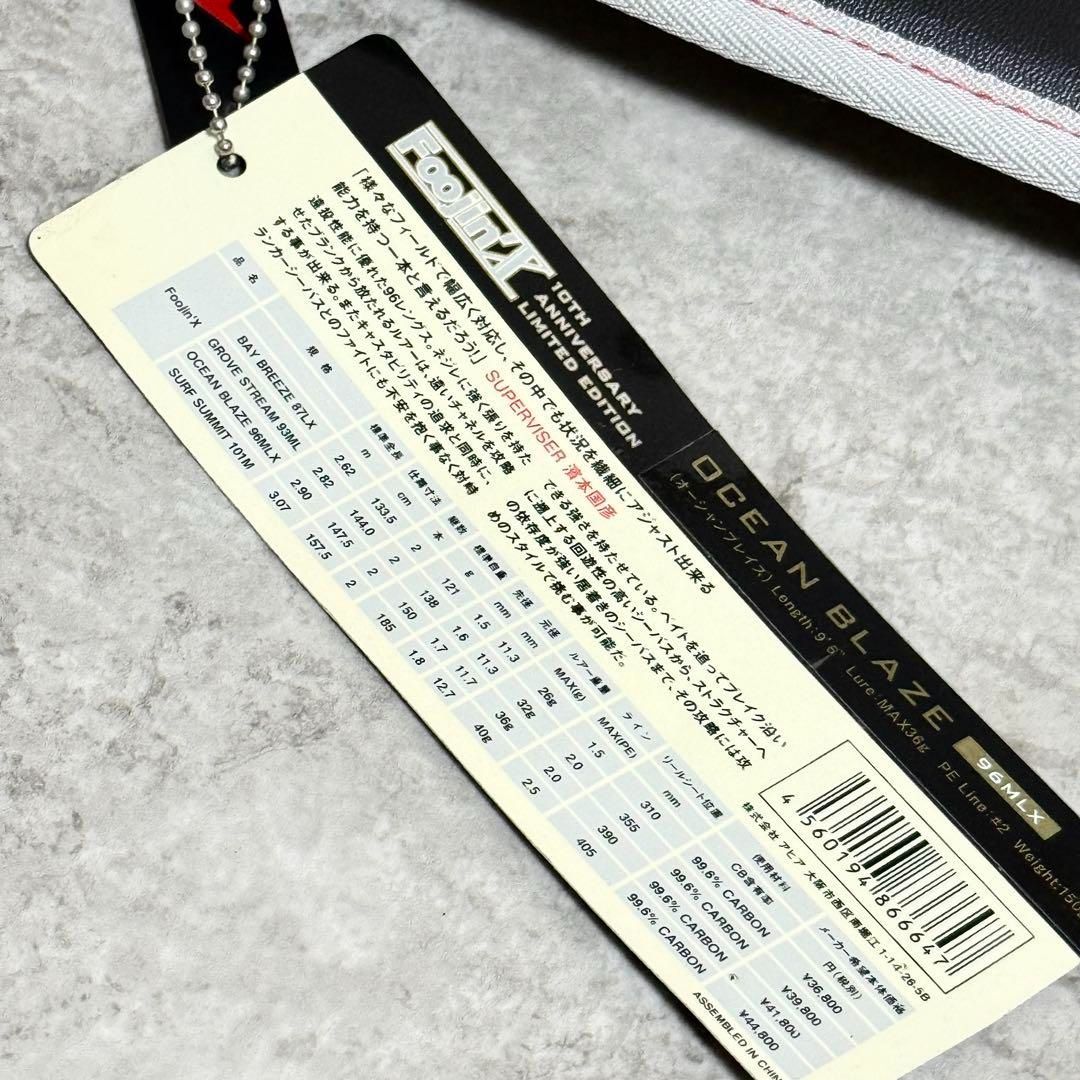 Foojin'X
10TH
ANNIVERSARY
LIMITED EDITION
OCEAN BLAZE 96MLX
(オーシャンブレイズ) Length:9'6" Lure:MAX36g PE Line:#2 Weight:150
「様々なフィールドで幅広く対応し、その中でも状況を繊細にアジャスト出来る
能力を持つ一本と言えるだろう!」 SUPERVISER 濱本国彦
遠投性能に優れた96レングス。ネジレに強く張りを持た
せたブランクから放たれるルアーは、遠いチャネルを攻略
する事が出来る。またキャスタビリティの追求と同時に、
ランカーシーバスとのファイトにも不安を抱く事なく対峙
できる強さを持たせている。ベイトを追ってブレイク沿い
に遡上する回遊性の高いシーバスから、ストラクチャーへ
の依存度が強い居着きのシーバスまで、その攻略には攻
めのスタイルで挑む事が可能だ。
品名 規格 標準全長 m 仕舞寸法 cm 継数 本 標準自重 g 先径 mm 元径 mm ルアー重量 MAX(g) ライン MAX(PE) リールシート位置 mm 使用材料 CB含有率 メーカー希望本体価格 円(税別)
Foojin'X BAY BREEZE 87LX 2.62 133.5 2 121 1.5 11.3 26g 1.5 310 99.6% CARBON ¥36,800
GROVE STREAM 93ML 2.82 144.0 2 138 1.6 11.3 32g 2.0 355 99.6% CARBON ¥39,800
OCEAN BLAZE 96MLX 2.90 147.5 2 150 1.7 11.7 36g 2.0 390 99.6% CARBON ¥41,800
SURF SUMMIT 101M 3.07 157.5 2 185 1.8 12.7 40g 2.5 405 99.6% CARBON ¥44,800
4 560194 866647
株式会社 アピア 大阪市西区南堀江1-14-26-5B
ASSEMBLED IN CHIN